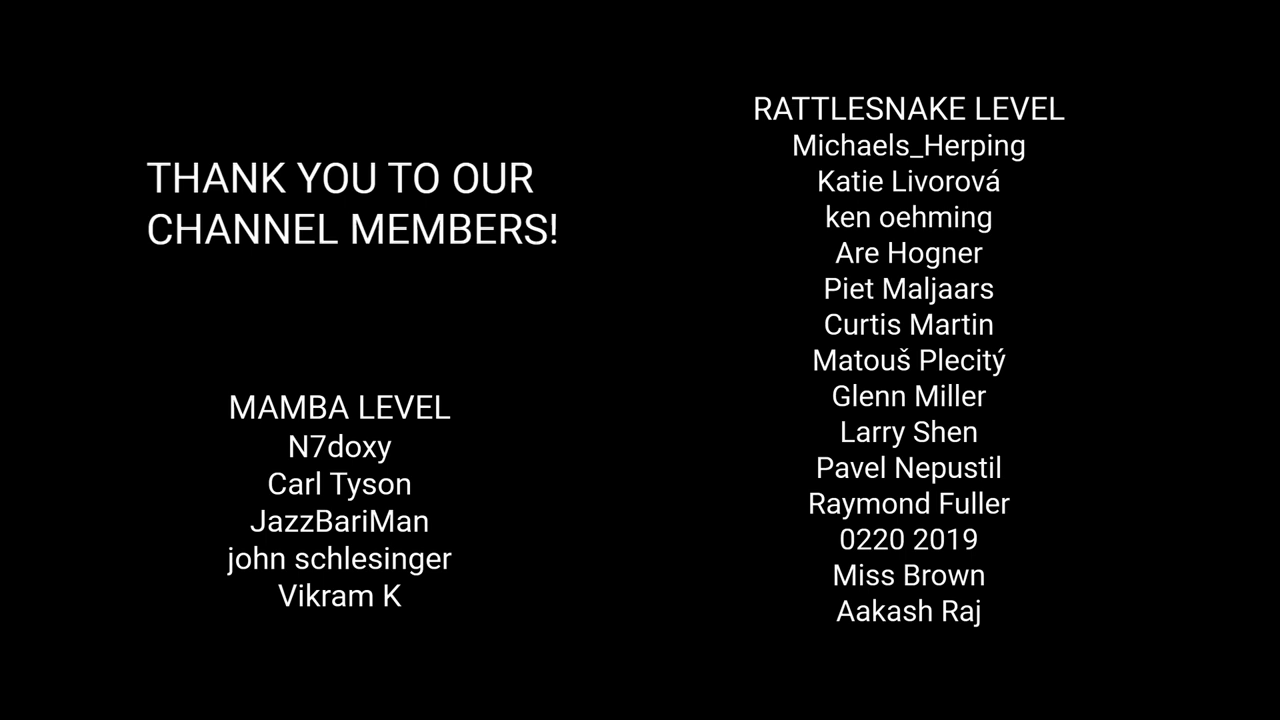 THANK YOU TO OUR
CHANNEL MEMBERS!
MAMBA LEVEL
N7doxy
Carl Tyson
JazzBariMan
john schlesinger
Vikram K
RATTLESNAKE LEVEL
Michaels_Herping
Katie Livorová
ken oehming
Are Hogner
Piet Maljaars
Curtis Martin
Matouš Plecitý
Glenn Miller
Larry Shen
Pavel Nepustil
Raymond Fuller
0220 2019
Miss Brown
Aakash Raj